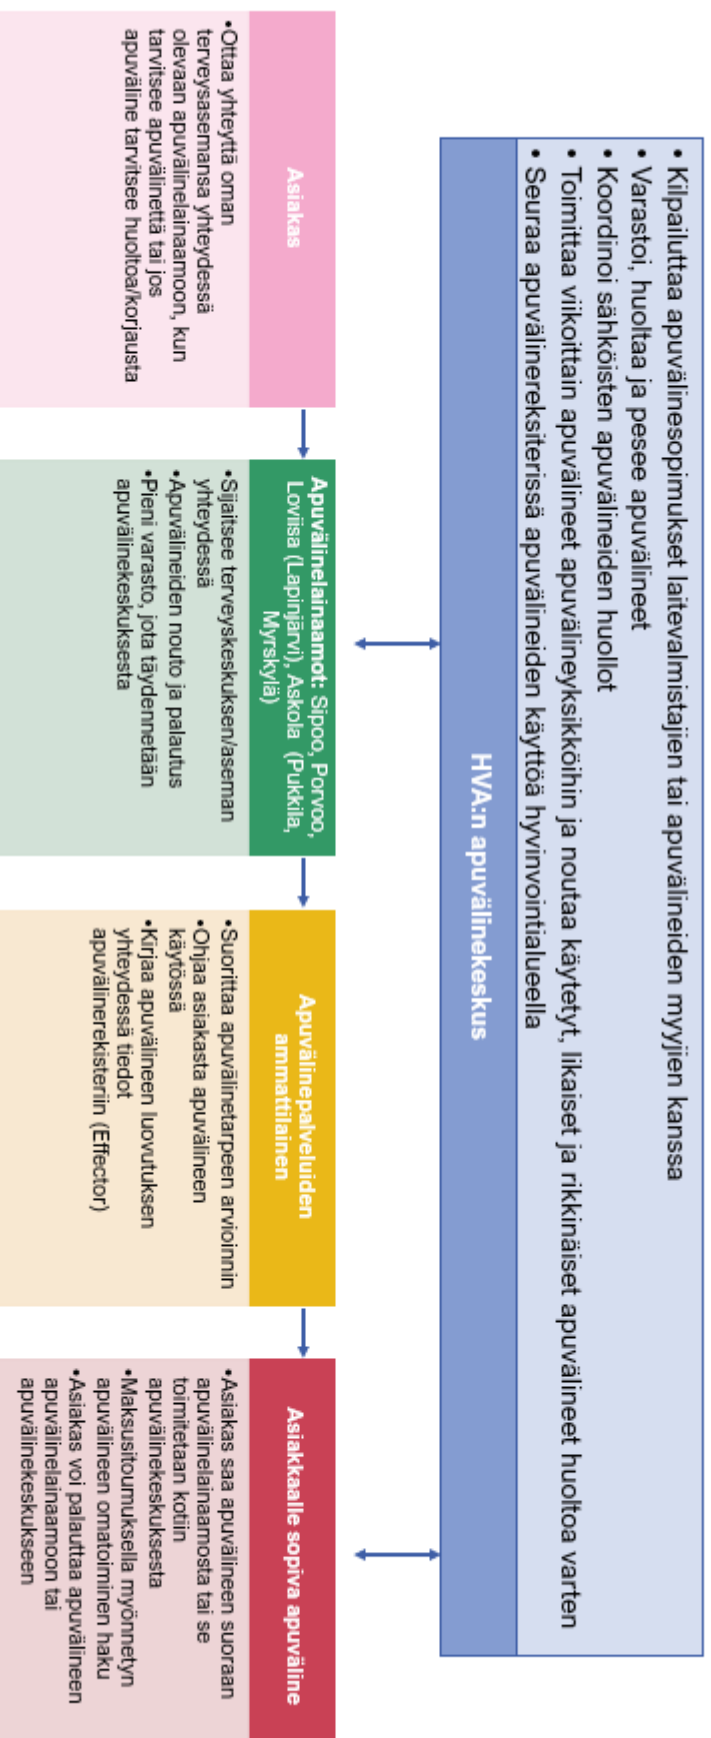 • Kilpailuttaa apuvälinesopimukset laitevalmistajien tai apuvälineiden myyjien kanssa
• Varastoi, huoltaa ja pesee apuvälineet
• Koordinoi sähköisten apuvälineiden huollot
• Toimittaa viikoittain apuvälineet apuvälineyksikköihin ja noutaa käytetyt, likaiset ja rikkinäiset apuvälineet huoltoa varten
• Seuraa apuvälinereksiterissä apuvälineiden käyttöä hyvinvointialueella
HVA:n apuvälinekeskus
Asiakas
•Ottaa yhteyttä oman
terveysasemansa yhteydessä
olevaan apuvälinelainaamoon, kun
tarvitsee apuvälinettä tai jos
apuväline tarvitsee huoltoa/korjausta
Apuvälinelainaamot: Sipoo, Porvoo,
Loviisa (Lapinjärvi), Askola (Pukkila,
Myrskylä)
•Sijaitsee terveyskeskuksen/aseman
yhteydessä
•Apuvälineiden nouto ja palautus
•Pieni varasto, jota täydennetään
apuvälinekeskuksesta
Apuvälinepalveluiden
ammattilainen
•Suorittaa apuvälinetarpeen arvioinnin
•Ohjaa asiakasta apuvälineen
käytössä
•Kirjaa apuvälineen luovutuksen
yhteydessä tiedot
apuvälinerekisteriin (Effector)
Asiakkaalle sopiva apuväline
•Asiakas saa apuvälineen suoraan
apuvälinelainaamosta tai se
toimitetaan kotiin
apuvälinekeskuksesta
•Maksusitoumuksella myönnetyn
apuvälineen omatoiminen haku
•Asiakas voi palauttaa apuvälineen
apuvälinelainaamoon tai
apuvälinekeskukseen